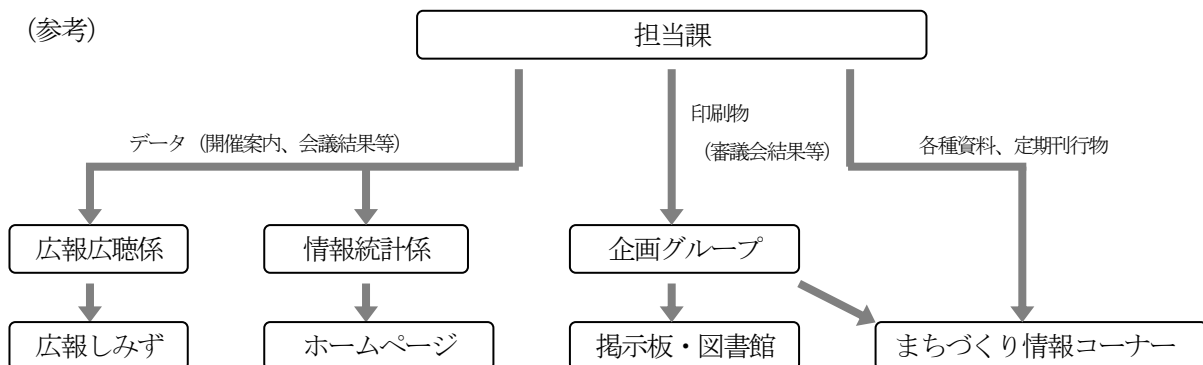 (参考)
担当課
データ（開催案内、会議結果等）
印刷物
（審議会結果等）
各種資料、定期刊行物
広報広聴係
情報統計係
企画グループ
広報しみず
ホームページ
掲示板・図書館
まちづくり情報コーナー